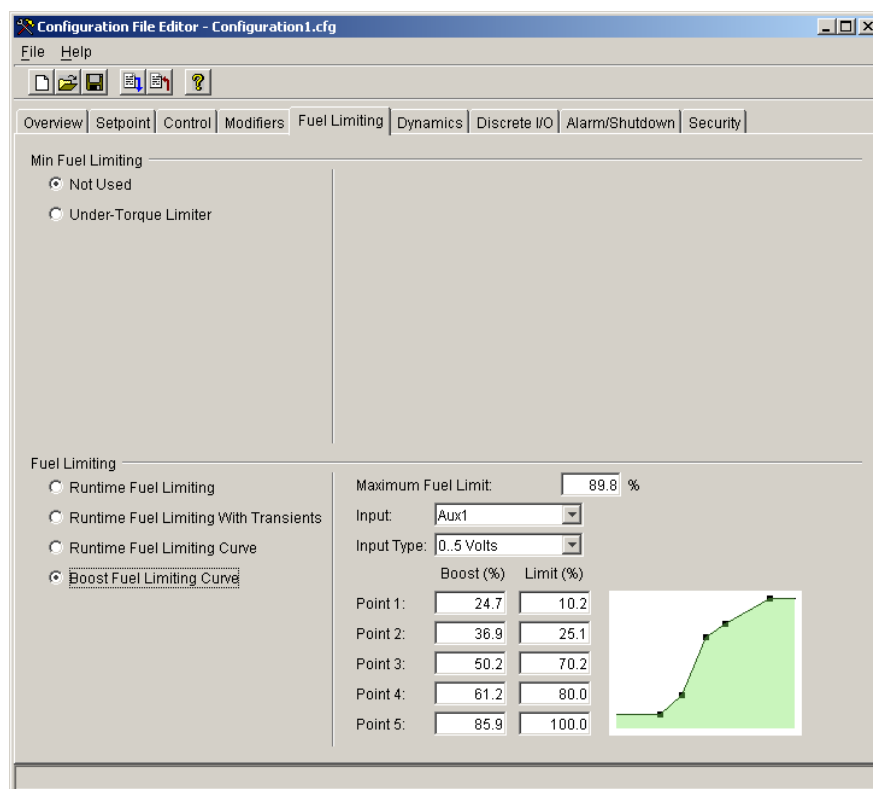 Configuration File Editor - Configuration1.cfg
File Help
Overview Setpoint Control Modifiers Fuel Limiting Dynamics Discrete I/O Alarm/Shutdown Security
Min Fuel Limiting
Not Used
Under-Torque Limiter
Fuel Limiting
Runtime Fuel Limiting
Runtime Fuel Limiting With Transients
Runtime Fuel Limiting Curve
Boost Fuel Limiting Curve
Maximum Fuel Limit: 89.8 %
Input: Aux1
Input Type: 0..5 Volts
Boost (%) Limit (%)
Point 1: 24.7 10.2
Point 2: 36.9 25.1
Point 3: 50.2 70.2
Point 4: 61.2 80.0
Point 5: 85.9 100.0